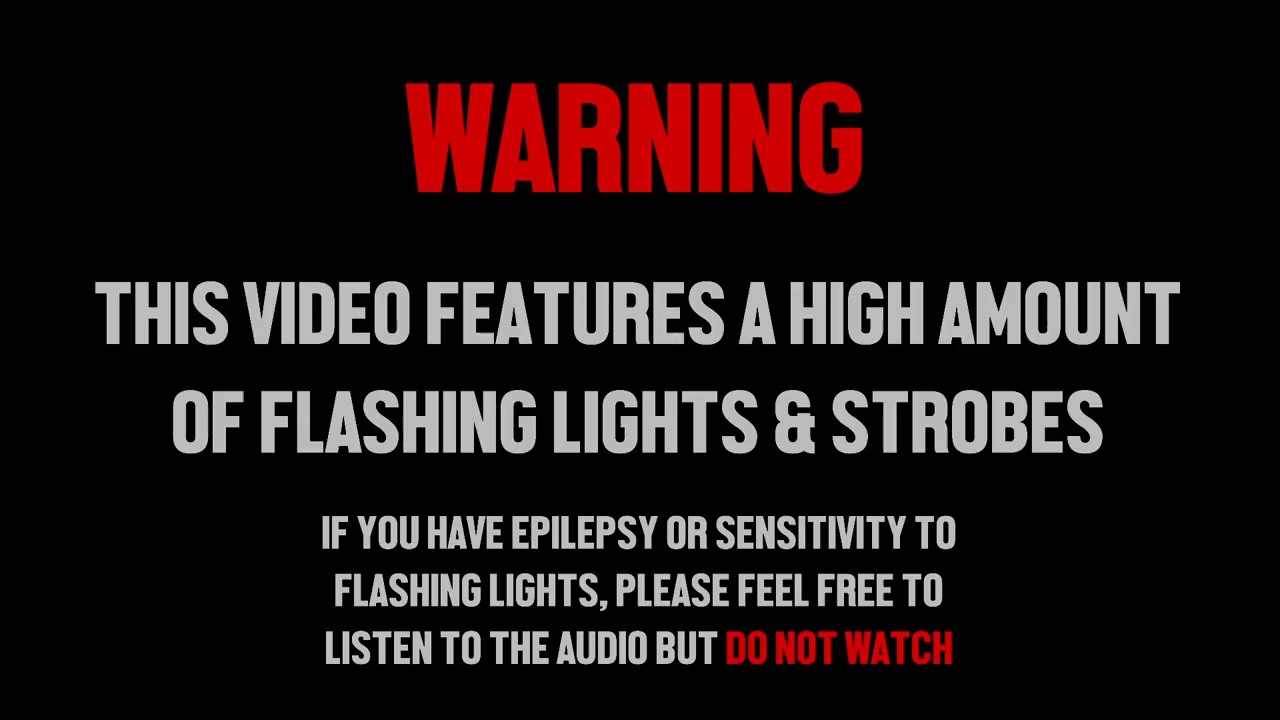 WARNING
THIS VIDEO FEATURES A HIGH AMOUNT
OF FLASHING LIGHTS & STROBES
IF YOU HAVE EPILEPSY OR SENSITIVITY TO
FLASHING LIGHTS, PLEASE FEEL FREE TO
LISTEN TO THE AUDIO BUT DO NOT WATCH